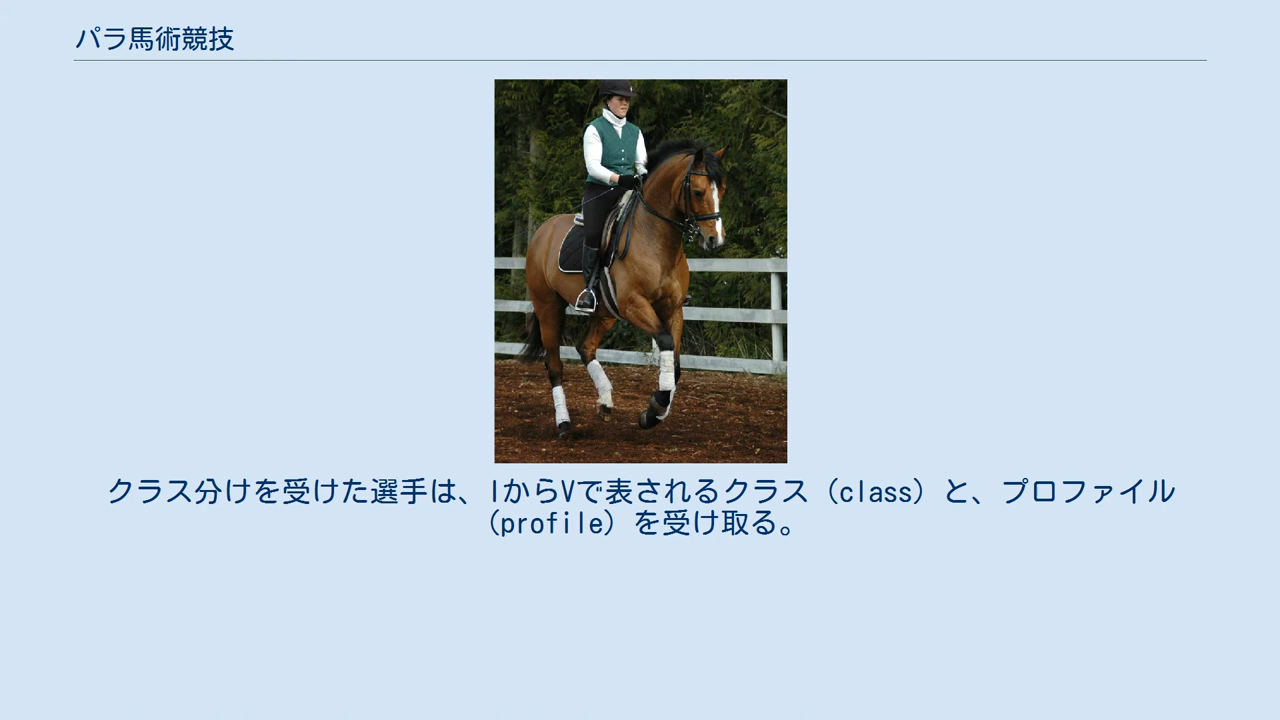 パラ馬術競技
クラス分けを受けた選手は、IからVで表されるクラス（class）と、プロファイル
（profile）を受け取る。